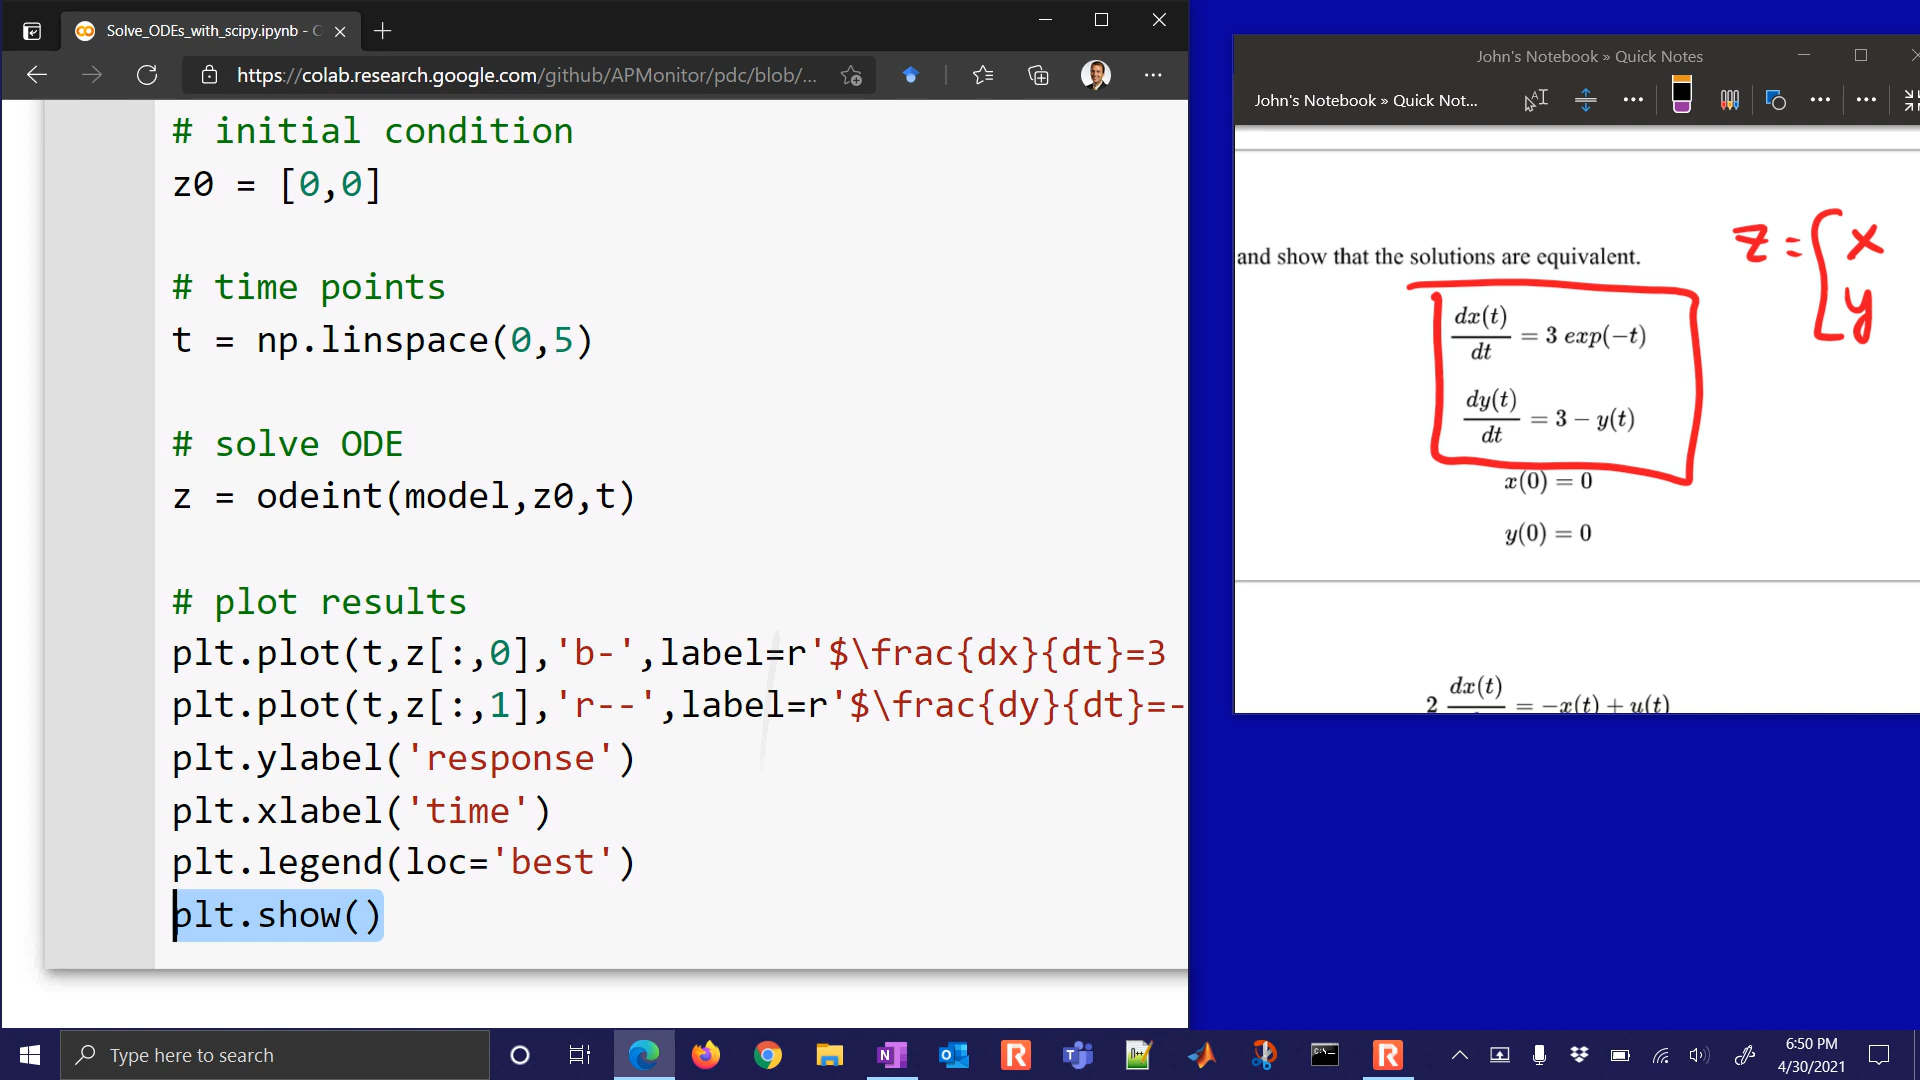 Solve_ODEs_with_scipy.ipynb - C
https://colab.research.google.com/github/APMonitor/pdc/blob/...
# initial condition
z0 = [0,0]
# time points
t = np.linspace(0,5)
# solve ODE
z = odeint(model,z0,t)
# plot results
plt.plot(t,z[:,0],'b-',label=r'$\frac{dx}{dt}=3
plt.plot(t,z[:,1],'r--',label=r'$\frac{dy}{dt}=-
plt.ylabel('response')
plt.xlabel('time')
plt.legend(loc='best')
plt.show()
John's Notebook » Quick Notes
John's Notebook » Quick Not...
and show that the solutions are equivalent.
z = [x
y
dx(t)/dt = 3 exp(−t)
dy(t)/dt = 3 − y(t)
x(0) = 0
y(0) = 0
2 dx(t) = −x(t) + u(t)
Type here to search
6:50 PM
4/30/2021